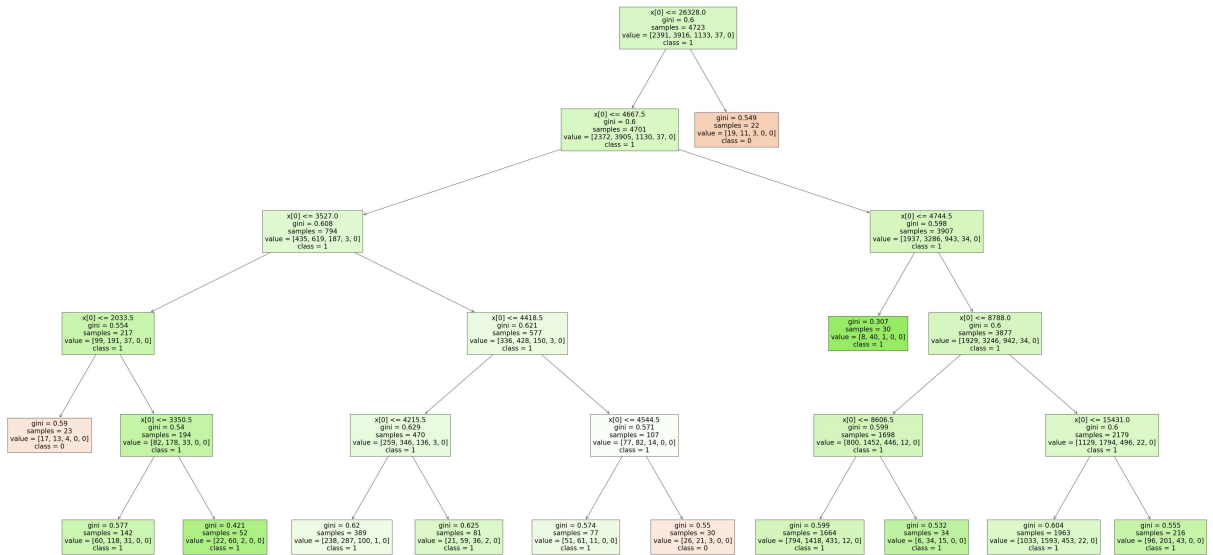 x[0] <= 26328.0
gini = 0.6
samples = 4723
value = [2391, 3916, 1133, 37, 0]
class = 1
x[0] <= 4667.5
gini = 0.6
samples = 4701
value = [2372, 3905, 1130, 37, 0]
class = 1
gini = 0.549
samples = 22
value = [19, 11, 3, 0, 0]
class = 0
x[0] <= 3527.0
gini = 0.608
samples = 794
value = [435, 619, 187, 3, 0]
class = 1
x[0] <= 4744.5
gini = 0.598
samples = 3907
value = [1937, 3286, 943, 34, 0]
class = 1
x[0] <= 2033.5
gini = 0.554
samples = 217
value = [99, 191, 37, 0, 0]
class = 1
x[0] <= 4418.5
gini = 0.621
samples = 577
value = [336, 428, 150, 3, 0]
class = 1
gini = 0.307
samples = 30
value = [8, 40, 1, 0, 0]
class = 1
x[0] <= 8788.0
gini = 0.6
samples = 3877
value = [1929, 3246, 942, 34, 0]
class = 1
gini = 0.59
samples = 23
value = [17, 13, 4, 0, 0]
class = 0
x[0] <= 3350.5
gini = 0.54
samples = 194
value = [82, 178, 33, 0, 0]
class = 1
x[0] <= 4215.5
gini = 0.629
samples = 470
value = [259, 346, 136, 3, 0]
class = 1
x[0] <= 4544.5
gini = 0.571
samples = 107
value = [77, 82, 14, 0, 0]
class = 1
x[0] <= 8606.5
gini = 0.599
samples = 1698
value = [800, 1452, 446, 12, 0]
class = 1
x[0] <= 15431.0
gini = 0.6
samples = 2179
value = [1129, 1794, 496, 22, 0]
class = 1
gini = 0.577
samples = 142
value = [60, 118, 31, 0, 0]
class = 1
gini = 0.421
samples = 52
value = [22, 60, 2, 0, 0]
class = 1
gini = 0.62
samples = 389
value = [238, 287, 100, 1, 0]
class = 1
gini = 0.625
samples = 81
value = [21, 59, 36, 2, 0]
class = 1
gini = 0.574
samples = 77
value = [51, 61, 11, 0, 0]
class = 1
gini = 0.55
samples = 30
value = [26, 21, 3, 0, 0]
class = 0
gini = 0.599
samples = 1664
value = [794, 1418, 431, 12, 0]
class = 1
gini = 0.532
samples = 34
value = [6, 34, 15, 0, 0]
class = 1
gini = 0.604
samples = 1963
value = [1033, 1593, 453, 22, 0]
class = 1
gini = 0.555
samples = 216
value = [96, 201, 43, 0, 0]
class = 1